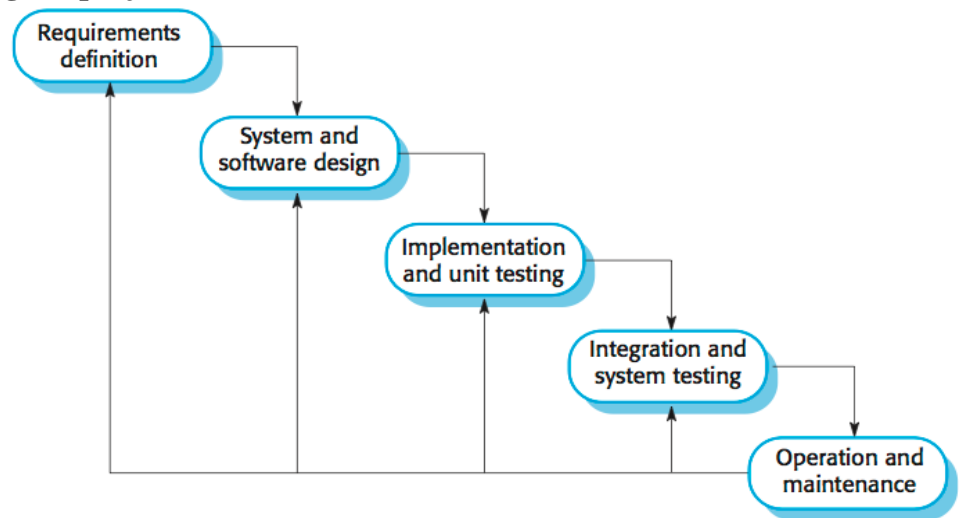 Requirements
definition
System and
software design
Implementation
and unit testing
Integration and
system testing
Operation and
maintenance